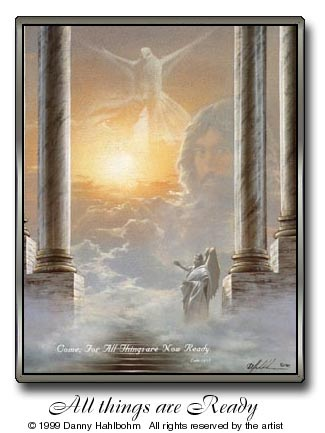 Come; For All Things are Now Ready
All things are Ready
© 1999 Danny Hahlbohm   All rights reserved by the artist